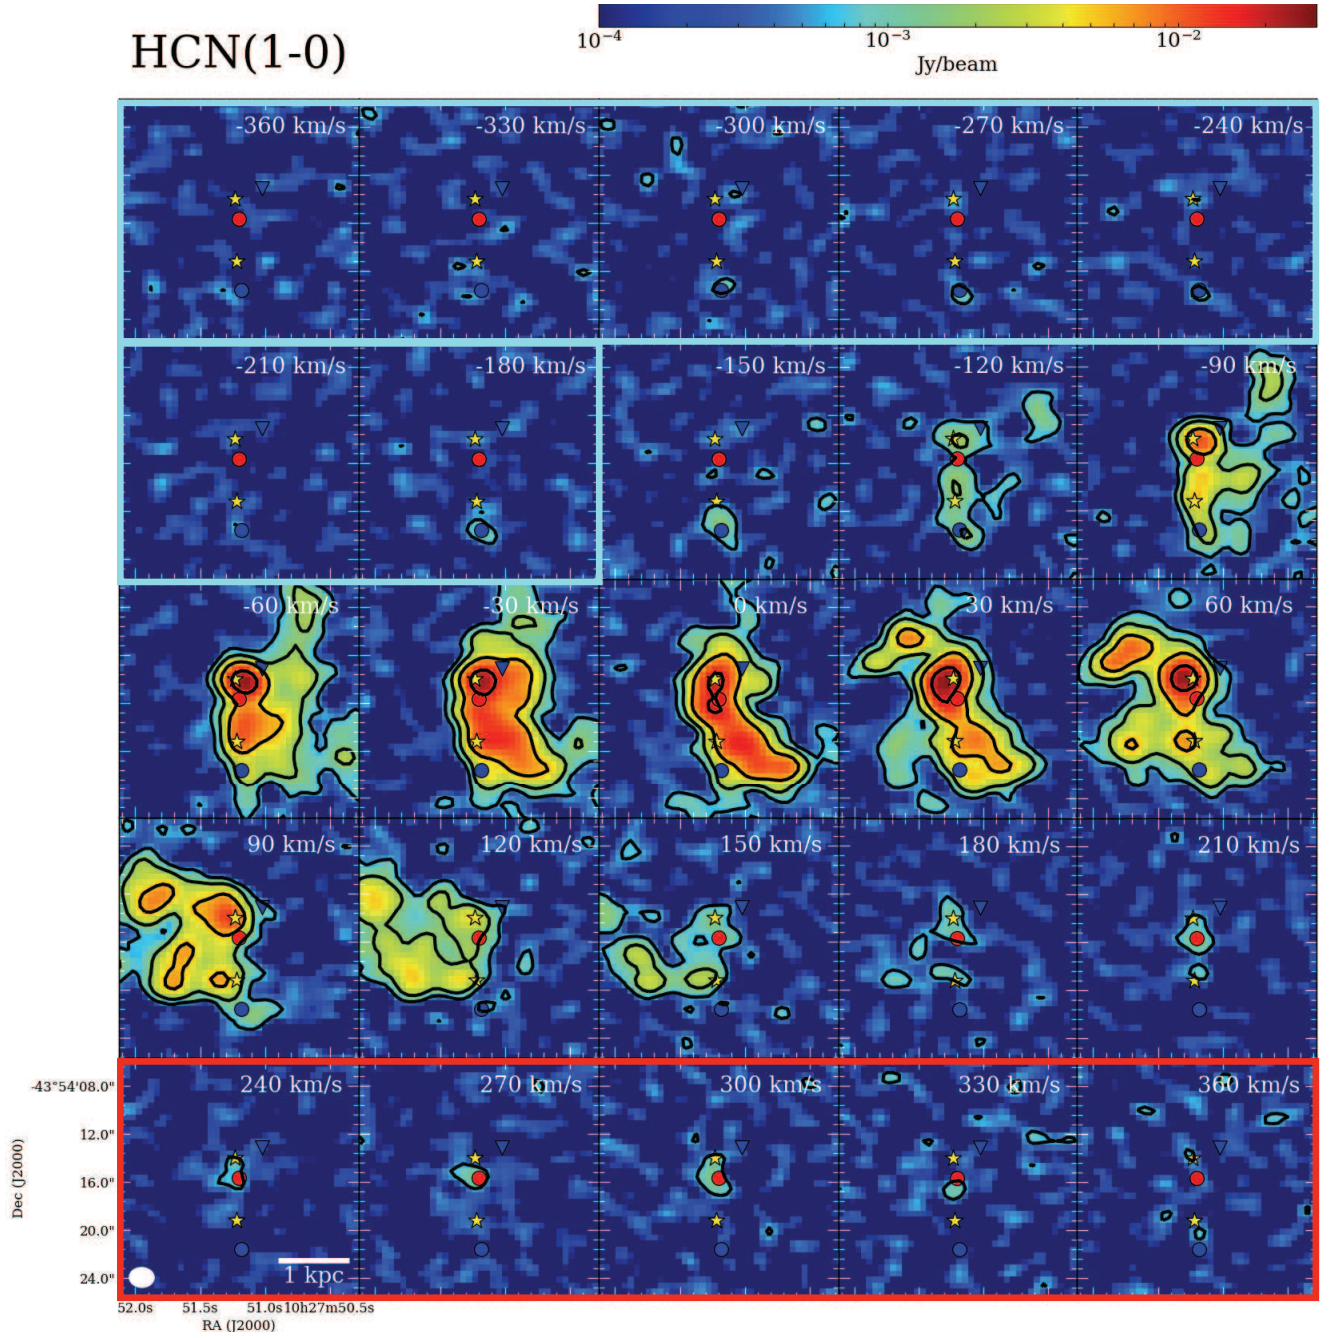 HCN(1-0)
10⁻⁴ 10⁻³ 10⁻²
Jy/beam
-360 km/s -330 km/s -300 km/s -270 km/s -240 km/s
-210 km/s -180 km/s -150 km/s -120 km/s -90 km/s
-60 km/s -30 km/s 0 km/s 30 km/s 60 km/s
90 km/s 120 km/s 150 km/s 180 km/s 210 km/s
240 km/s 270 km/s 300 km/s 330 km/s 360 km/s
-43°54'08.0"
12.0"
16.0"
20.0"
24.0"
Dec (J2000)
1 kpc
52.0s 51.5s 51.0s 10h27m50.5s
RA (J2000)